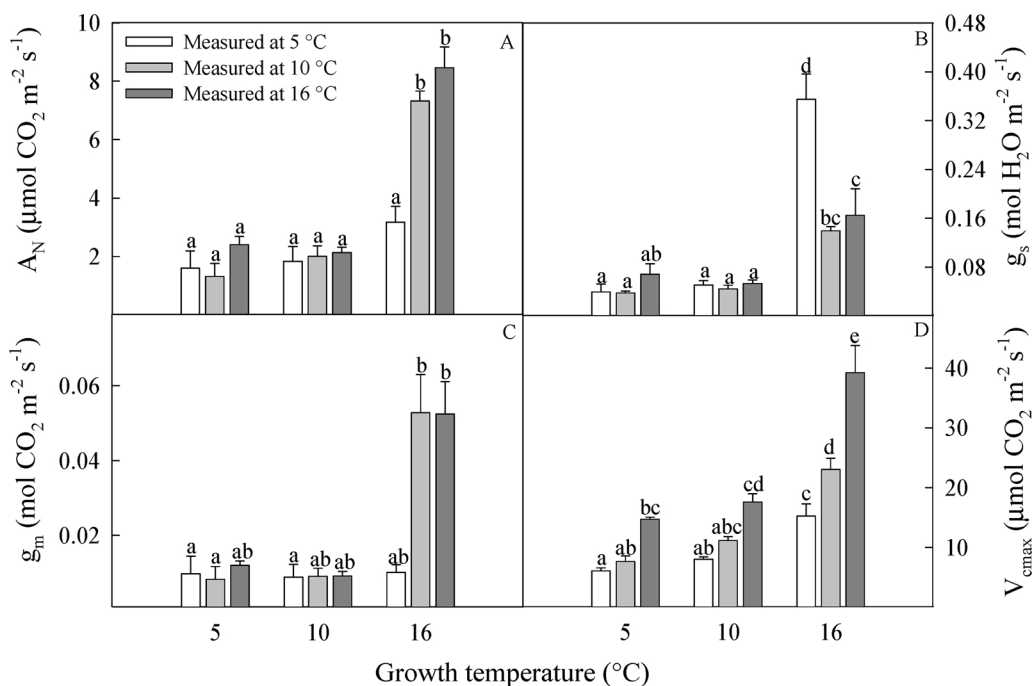 A_N (µmol CO₂ m⁻² s⁻¹)
10
8
6
4
2
Measured at 5 °C
Measured at 10 °C
Measured at 16 °C
A
a
a
a
a
a
a
a
b
b
B
a
a
ab
a
a
a
d
bc
c
0.48
0.40
0.32
0.24
0.16
0.08
g_s (mol H₂O m⁻² s⁻¹)
g_m (mol CO₂ m⁻² s⁻¹)
0.06
0.04
0.02
C
a
a
ab
a
ab
ab
ab
b
b
D
a
ab
bc
ab
abc
cd
c
d
e
40
30
20
10
V_cmax (µmol CO₂ m⁻² s⁻¹)
5
10
16
5
10
16
Growth temperature (°C)